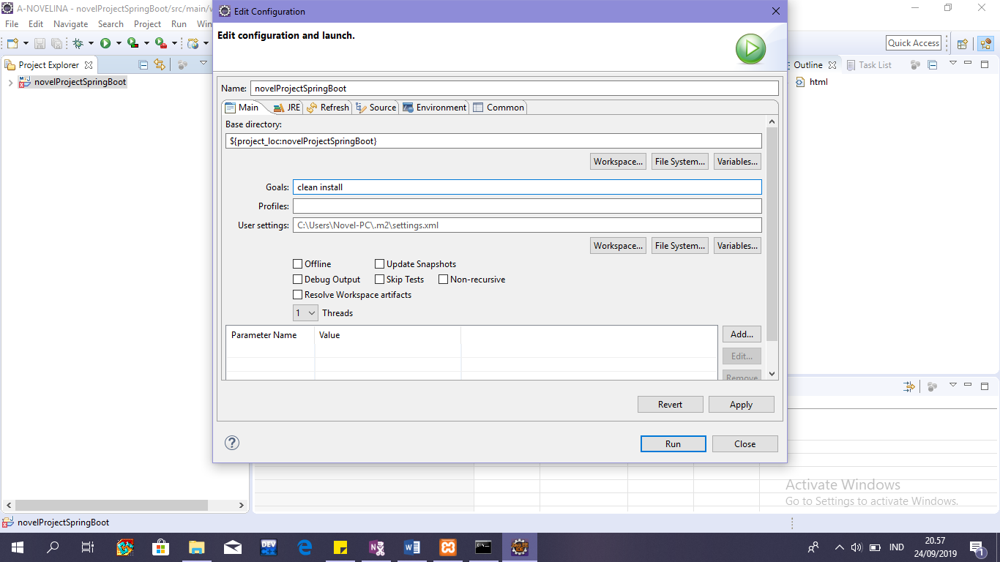 A-NOVELINA - novelProjectSpringBoot/src/main/
Edit Configuration
File Edit Navigate Search Project Run Win
Edit configuration and launch.
Quick Access
Project Explorer
Outline
Task List
novelProjectSpringBoot
html
Name: novelProjectSpringBoot
Main JRE Refresh Source Environment Common
Base directory:
${project_loc:novelProjectSpringBoot}
Workspace... File System... Variables...
Goals: clean install
Profiles:
User settings: C:\Users\Novel-PC\.m2\settings.xml
Workspace... File System... Variables...
Offline Update Snapshots
Debug Output Skip Tests Non-recursive
Resolve Workspace artifacts
1 Threads
Parameter Name Value
Add...
Edit...
Remove
Revert Apply
? Run Close
Activate Windows
Go to Settings to activate Windows.
novelProjectSpringBoot
DEV
IND
20.57
24/09/2019
1